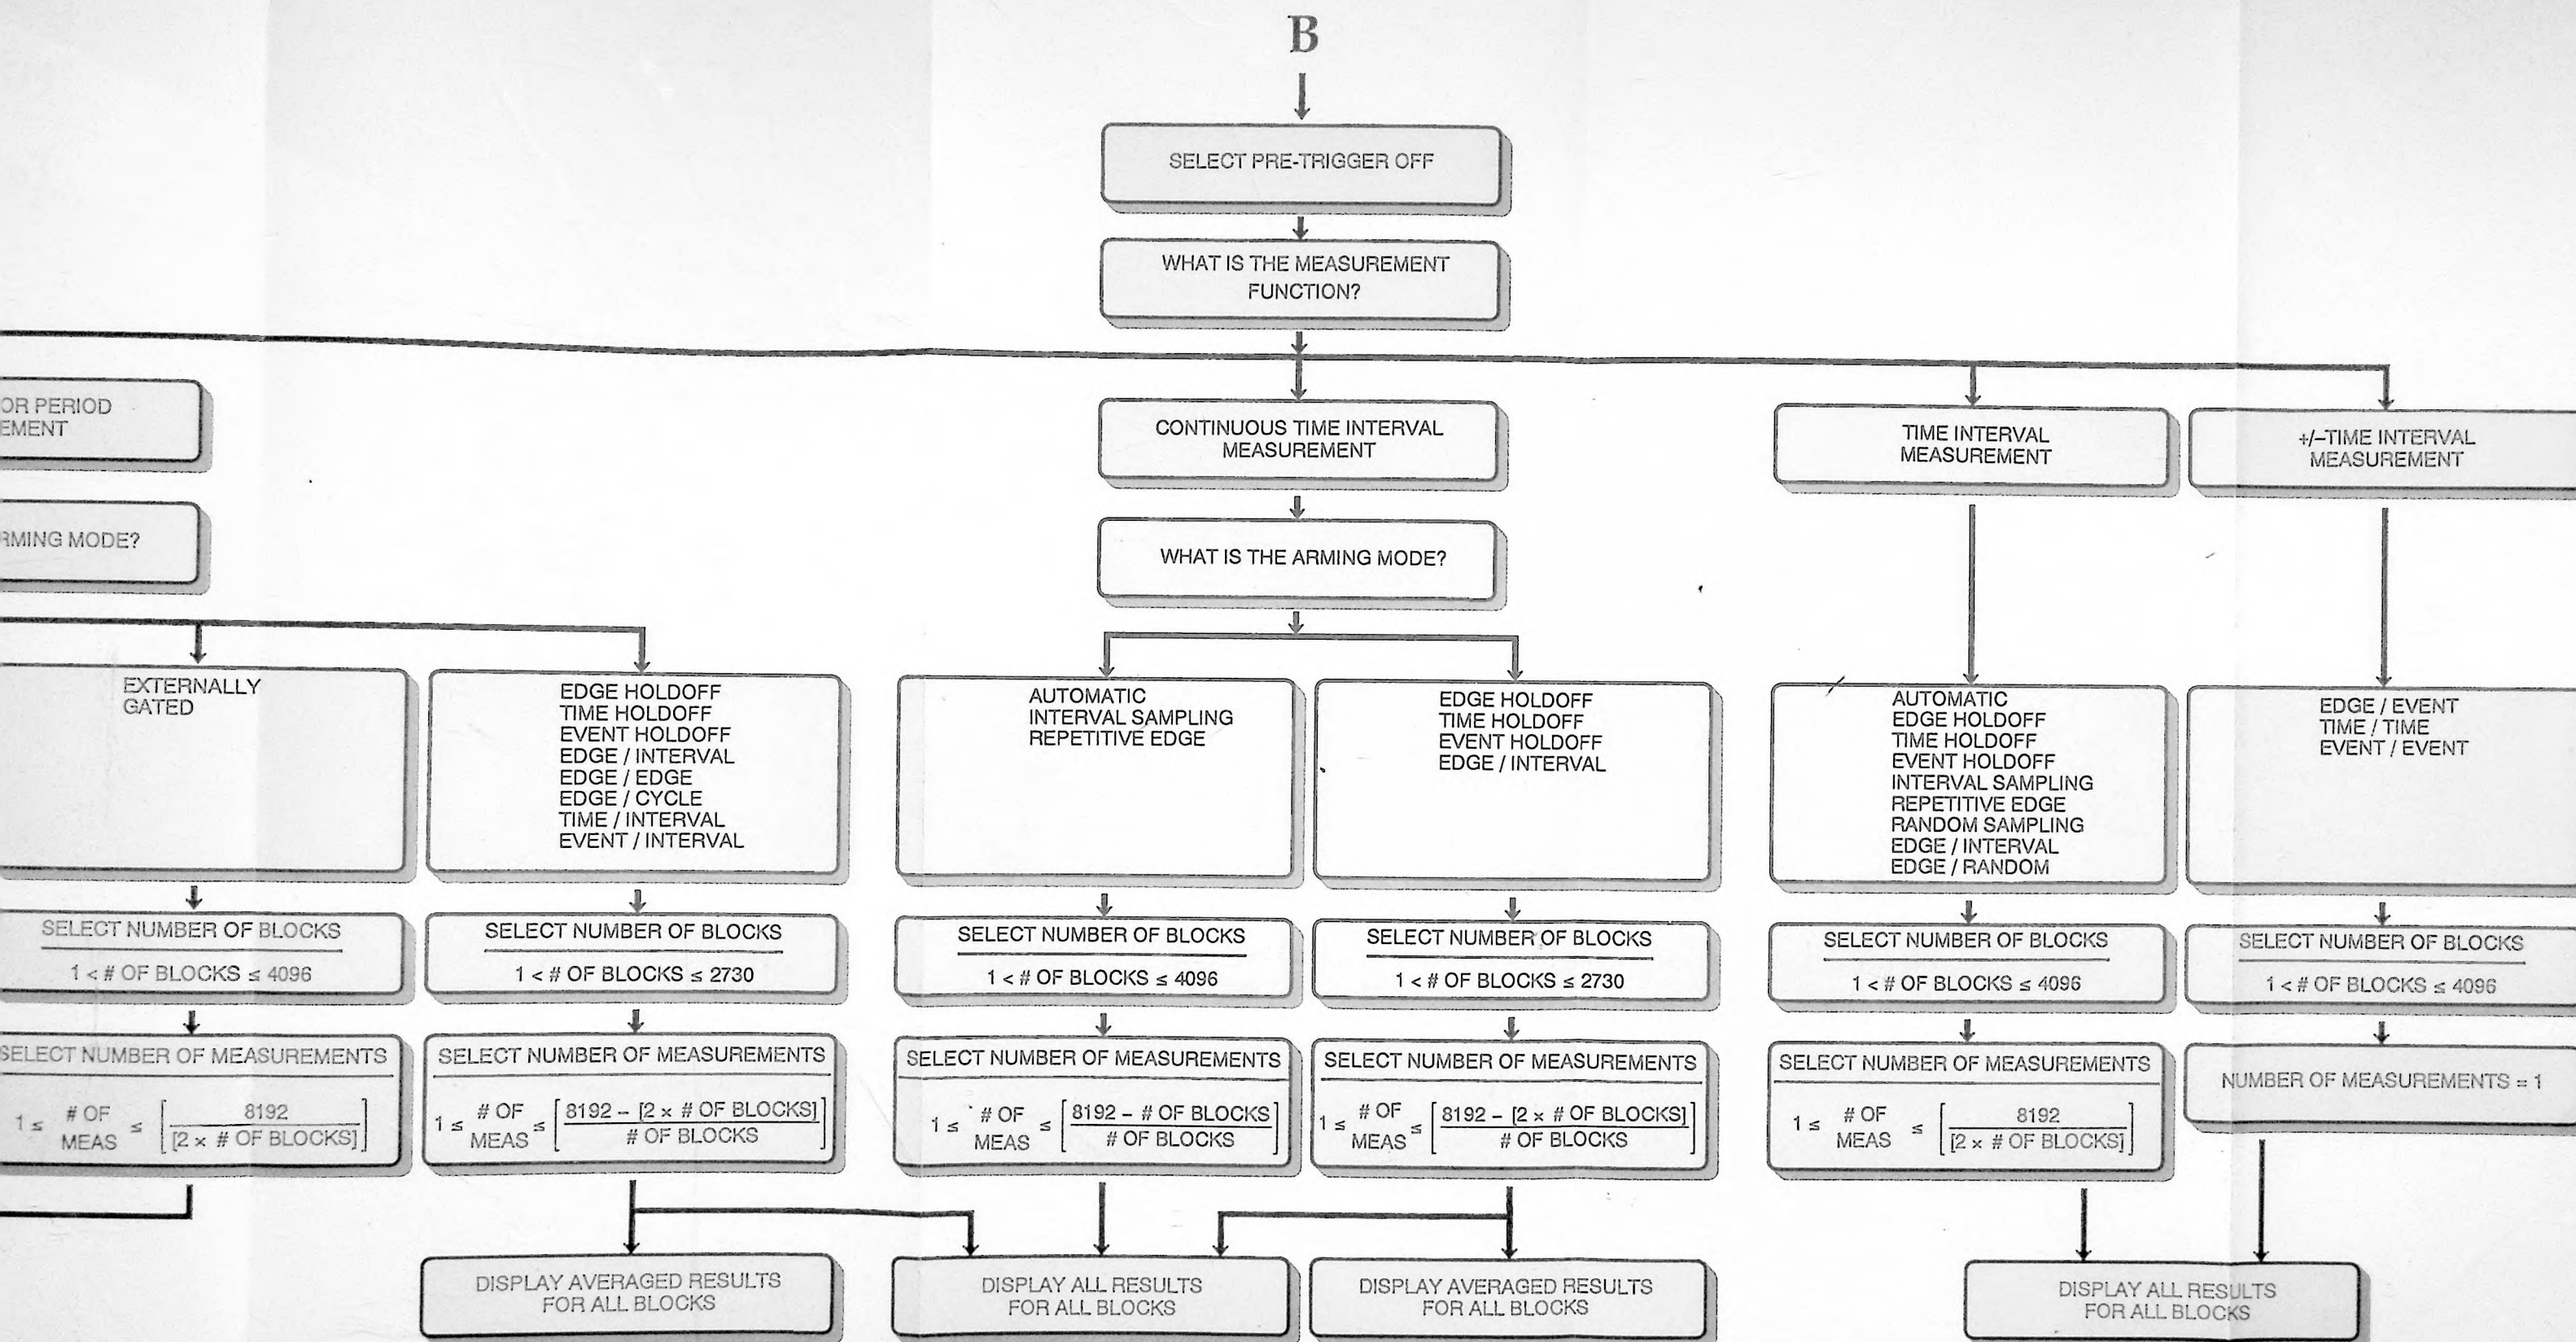 B
SELECT PRE-TRIGGER OFF
WHAT IS THE MEASUREMENT
FUNCTION?
OR PERIOD
EMENT
CONTINUOUS TIME INTERVAL
MEASUREMENT
TIME INTERVAL
MEASUREMENT
+/–TIME INTERVAL
MEASUREMENT
RMING MODE?
WHAT IS THE ARMING MODE?
EXTERNALLY
GATED
EDGE HOLDOFF
TIME HOLDOFF
EVENT HOLDOFF
EDGE / INTERVAL
EDGE / EDGE
EDGE / CYCLE
TIME / INTERVAL
EVENT / INTERVAL
AUTOMATIC
INTERVAL SAMPLING
REPETITIVE EDGE
EDGE HOLDOFF
TIME HOLDOFF
EVENT HOLDOFF
EDGE / INTERVAL
AUTOMATIC
EDGE HOLDOFF
TIME HOLDOFF
EVENT HOLDOFF
INTERVAL SAMPLING
REPETITIVE EDGE
RANDOM SAMPLING
EDGE / INTERVAL
EDGE / RANDOM
EDGE / EVENT
TIME / TIME
EVENT / EVENT
SELECT NUMBER OF BLOCKS
1 < # OF BLOCKS ≤ 4096
SELECT NUMBER OF BLOCKS
1 < # OF BLOCKS ≤ 2730
SELECT NUMBER OF BLOCKS
1 < # OF BLOCKS ≤ 4096
SELECT NUMBER OF BLOCKS
1 < # OF BLOCKS ≤ 2730
SELECT NUMBER OF BLOCKS
1 < # OF BLOCKS ≤ 4096
SELECT NUMBER OF BLOCKS
1 < # OF BLOCKS ≤ 4096
SELECT NUMBER OF MEASUREMENTS
1 ≤ # OF MEAS ≤ [8192 / [2 × # OF BLOCKS]]
SELECT NUMBER OF MEASUREMENTS
1 ≤ # OF MEAS ≤ [8192 – [2 × # OF BLOCKS] / # OF BLOCKS]
SELECT NUMBER OF MEASUREMENTS
1 ≤ # OF MEAS ≤ [8192 – # OF BLOCKS / # OF BLOCKS]
SELECT NUMBER OF MEASUREMENTS
1 ≤ # OF MEAS ≤ [8192 – [2 × # OF BLOCKS] / # OF BLOCKS]
SELECT NUMBER OF MEASUREMENTS
1 ≤ # OF MEAS ≤ [8192 / [2 × # OF BLOCKS]]
NUMBER OF MEASUREMENTS = 1
DISPLAY AVERAGED RESULTS
FOR ALL BLOCKS
DISPLAY ALL RESULTS
FOR ALL BLOCKS
DISPLAY AVERAGED RESULTS
FOR ALL BLOCKS
DISPLAY ALL RESULTS
FOR ALL BLOCKS